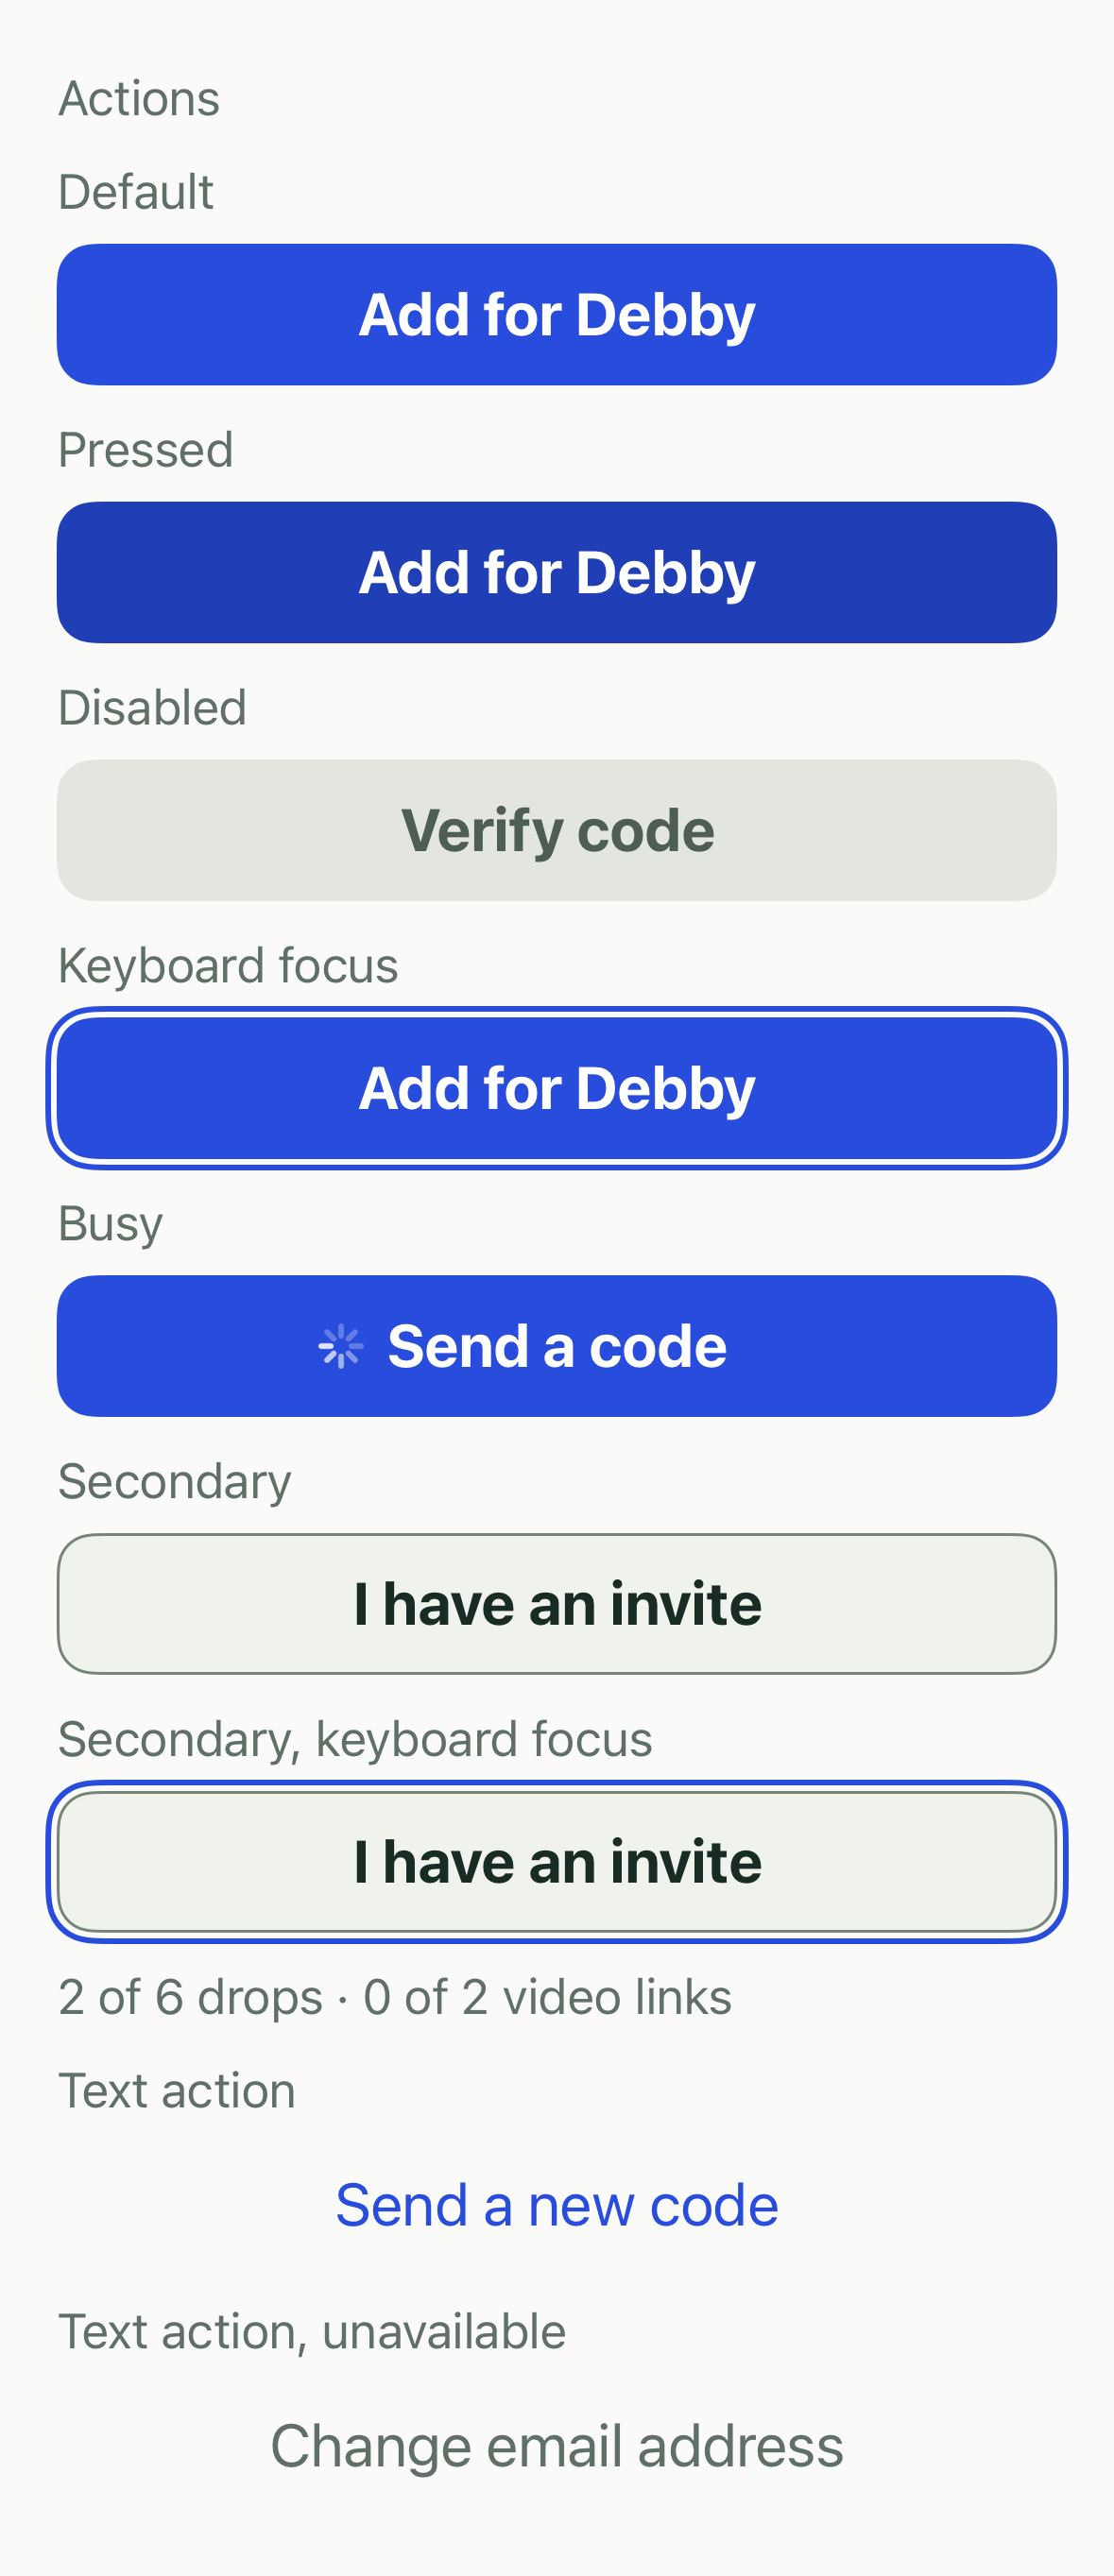 Actions
Default
Add for Debby
Pressed
Add for Debby
Disabled
Verify code
Keyboard focus
Add for Debby
Busy
Send a code
Secondary
I have an invite
Secondary, keyboard focus
I have an invite
2 of 6 drops · 0 of 2 video links
Text action
Send a new code
Text action, unavailable
Change email address